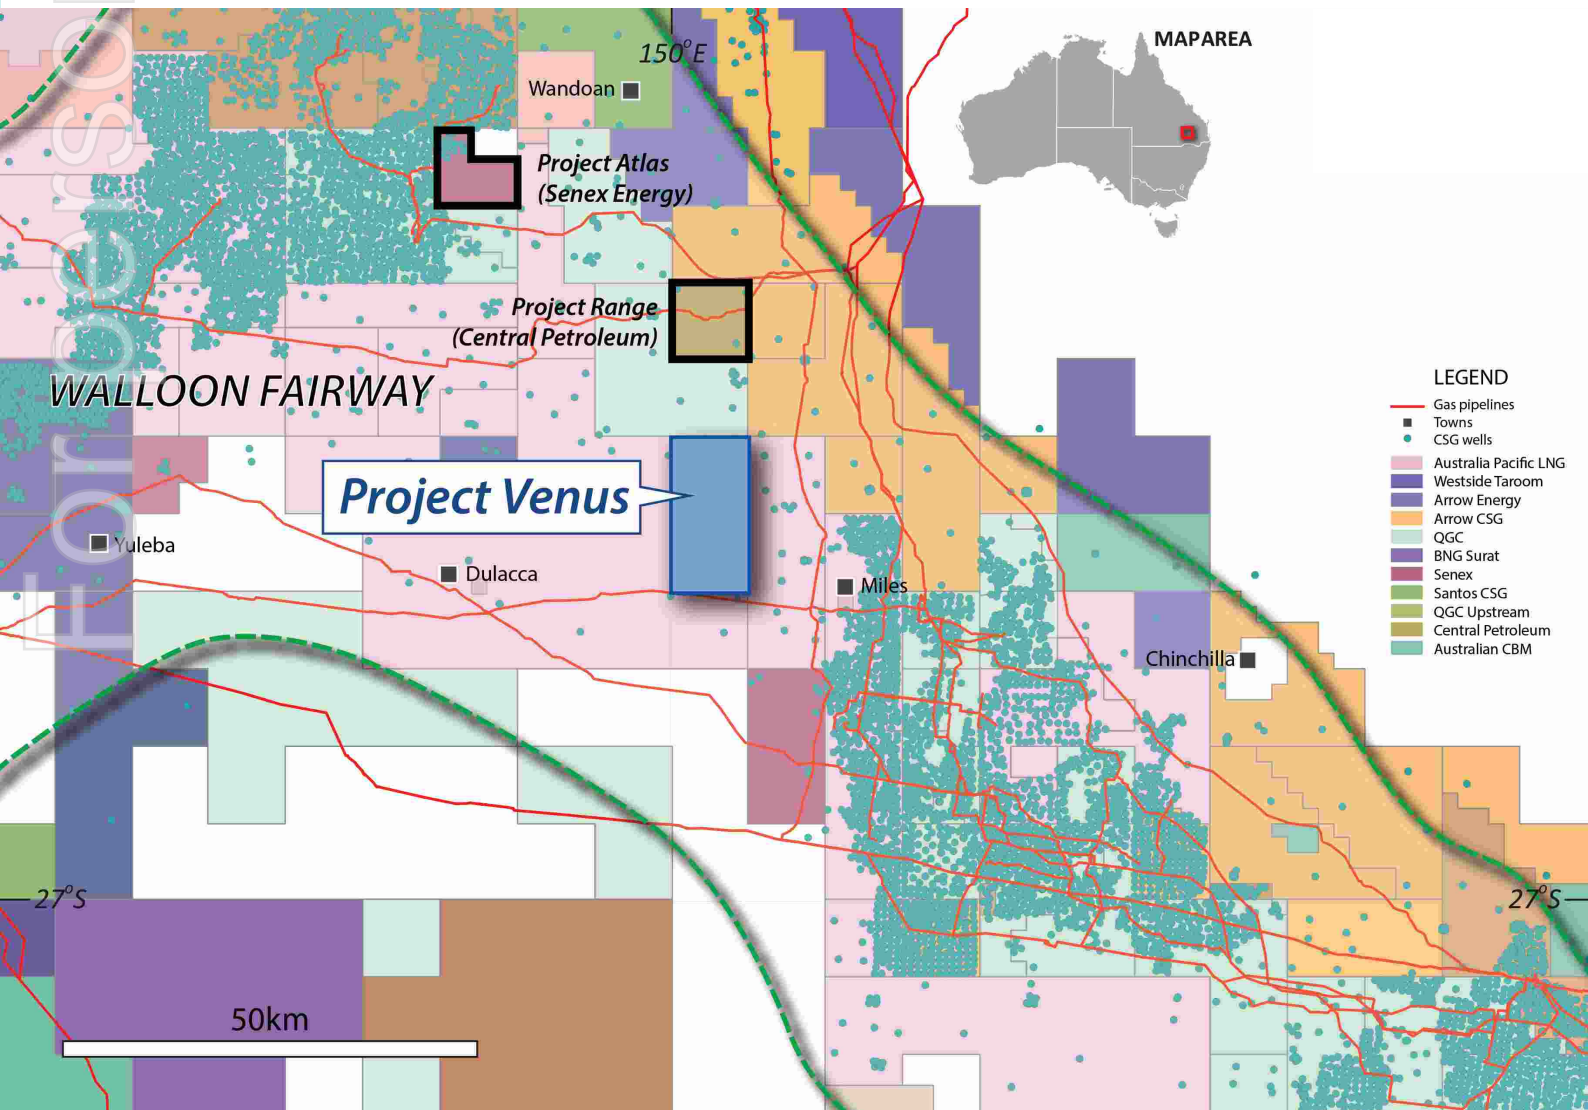 150°E
MAPAREA
Wandoan
Project Atlas
(Senex Energy)
Project Range
(Central Petroleum)
WALLOON FAIRWAY
Project Venus
Yuleba
Dulacca
Miles
Chinchilla
LEGEND
Gas pipelines
Towns
CSG wells
Australia Pacific LNG
Westside Taroom
Arrow Energy
Arrow CSG
QGC
BNG Surat
Senex
Santos CSG
QGC Upstream
Central Petroleum
Australian CBM
27°S
27°S
50km
For perso